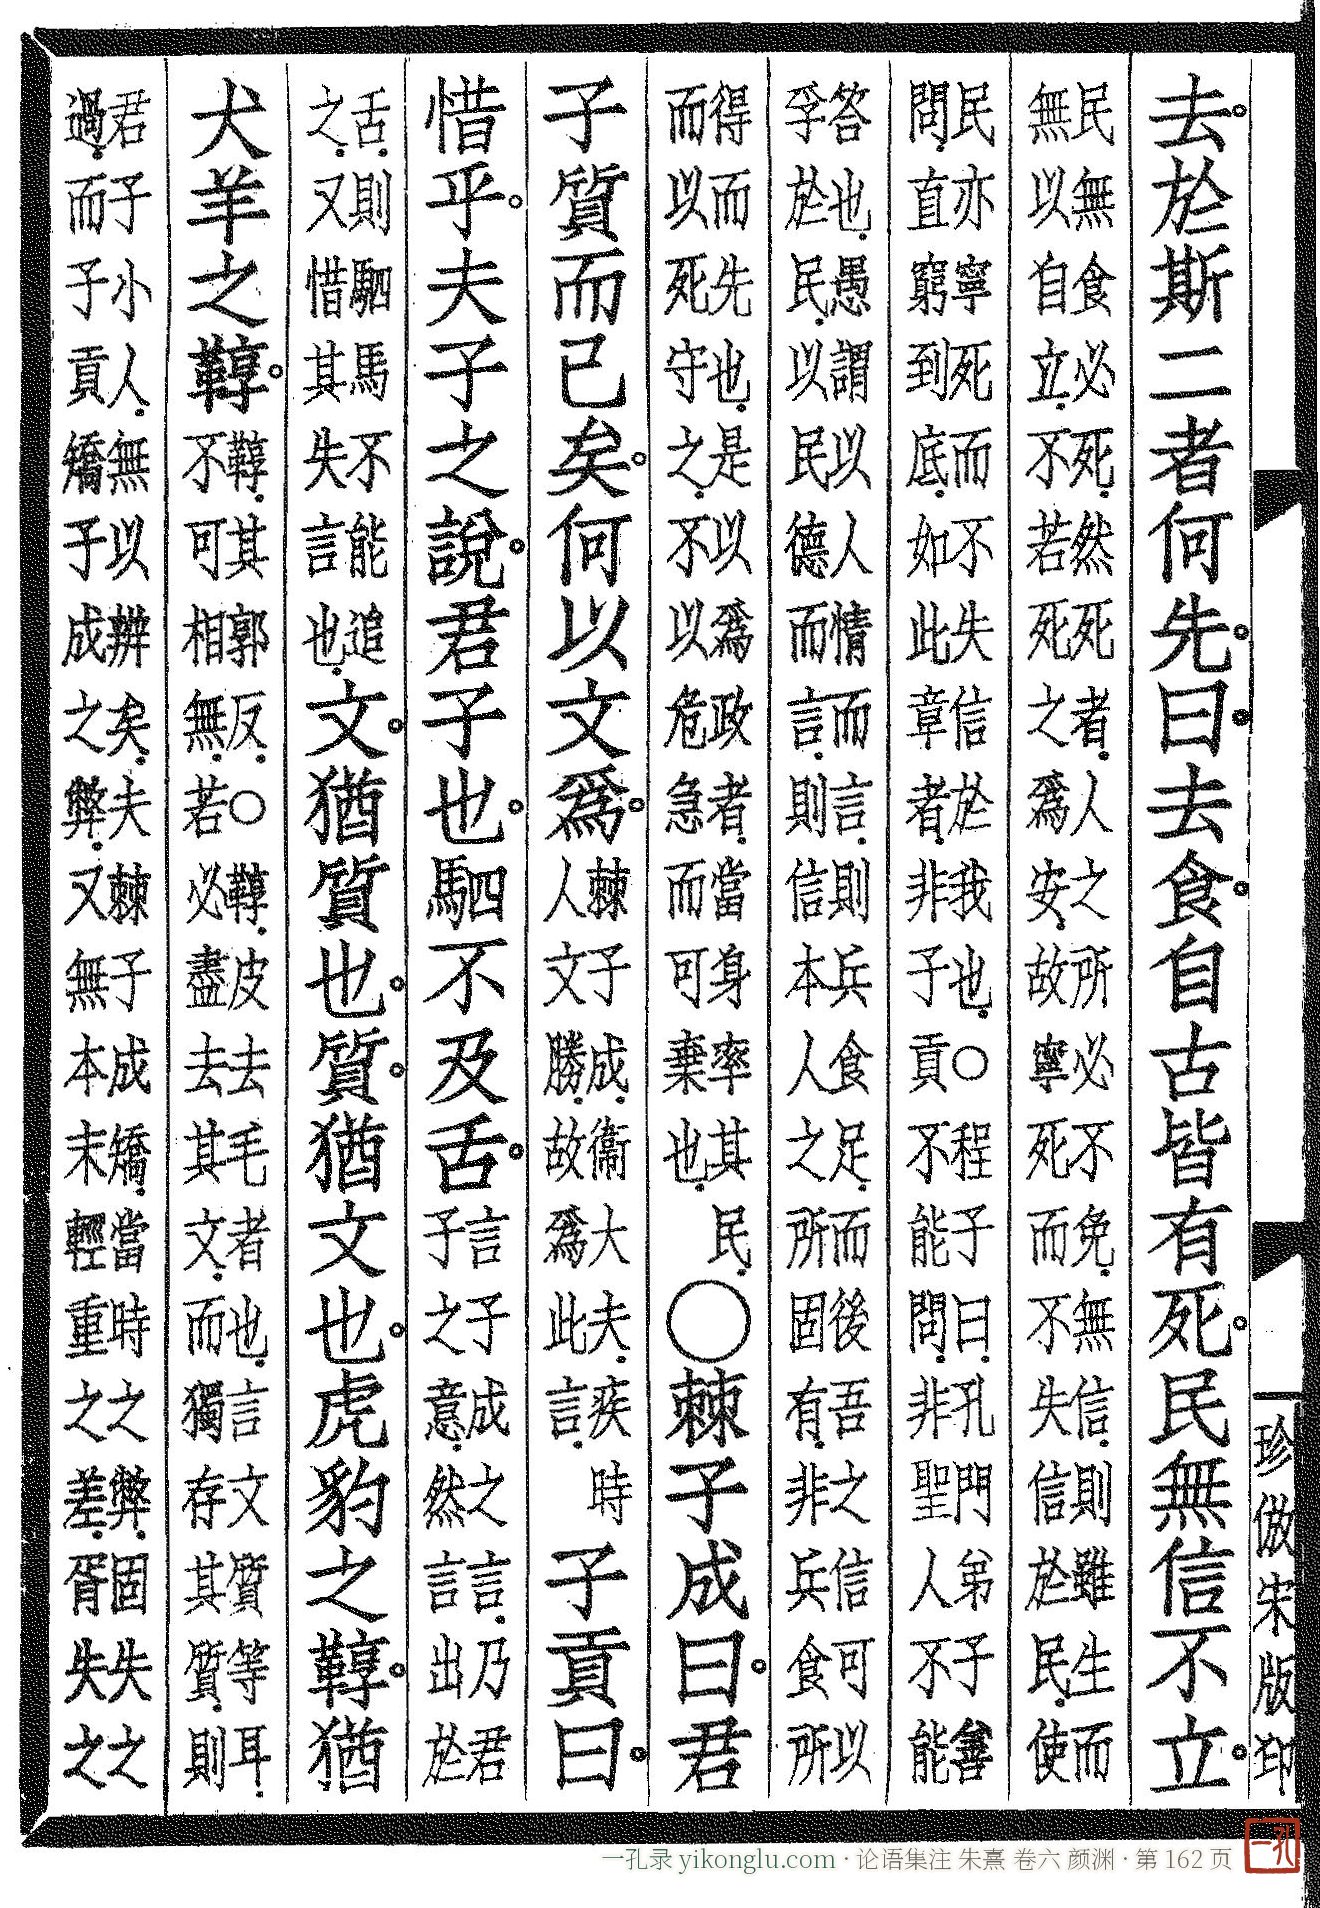 珍倣宋版印
去於斯二者何先曰去食自古皆有死民無信不立
民無食必死然死者人之所必不免無信則雖生而
無以自立不若死之爲安故寧死而不失信於民使
民亦寧死而不失信於我也○程子曰孔門弟子善
問直窮到底如此章者非子貢不能問非聖人不能
答也愚謂以人情而言則兵食足而後吾之信可以
孚於民以民德而言則信本人之所固有非兵食所
得而先也是以爲政者當身率其民
而以死守之不以危急而可棄也
○棘子成曰君
子質而已矣何以文爲
棘子成衞大夫疾時
人文勝故爲此言
子貢曰
惜乎夫子之說君子也駟不及舌
言子成之言乃君
子之意然言出於
舌則駟馬不能追
之又惜其失言也
文猶質也質猶文也虎豹之鞟猶
犬羊之鞟
鞟其郭反○鞟皮去毛者也言文質等耳
不可相無若必盡去其文而獨存其質則
君子小人無以辨矣夫棘子成矯當時之弊固失之
過而子貢矯子成之弊又無本末輕重之差胥失之
一孔录 yikonglu.com · 论语集注 朱熹 卷六 颜渊 · 第 162 页
一孔